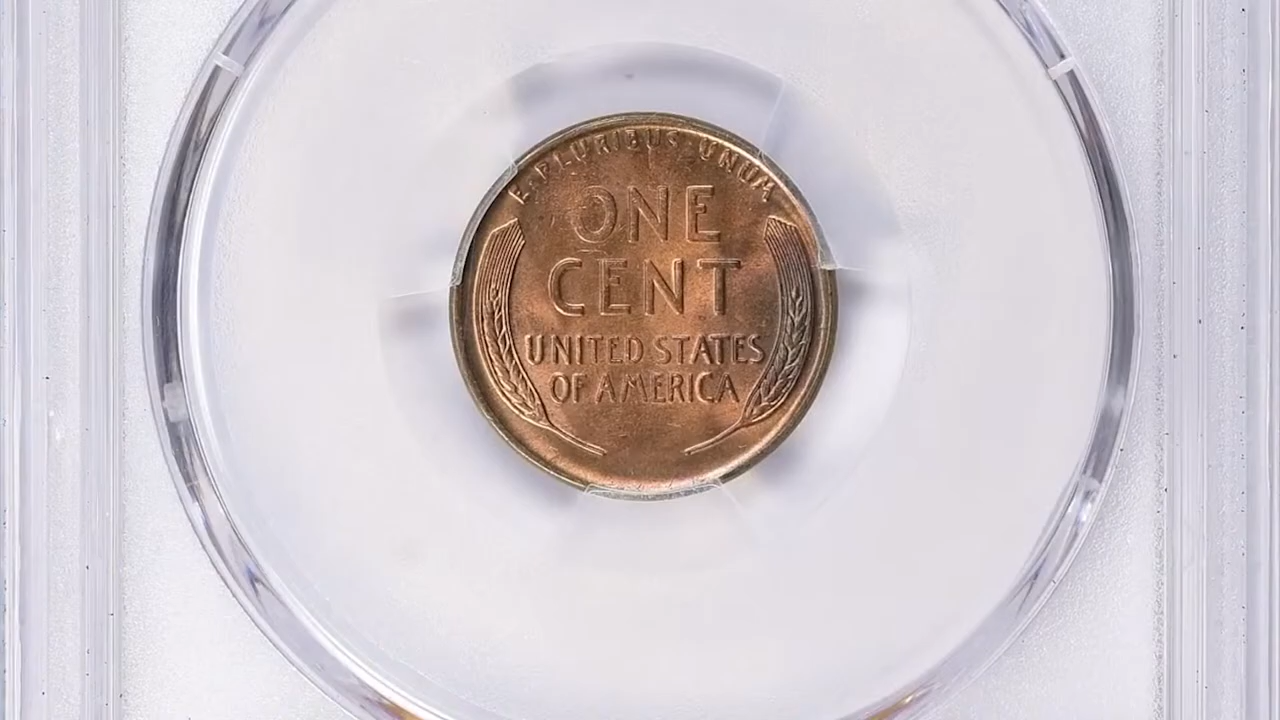 E·PLURIBUS·UNUM
ONE
CENT
UNITED STATES
OF AMERICA